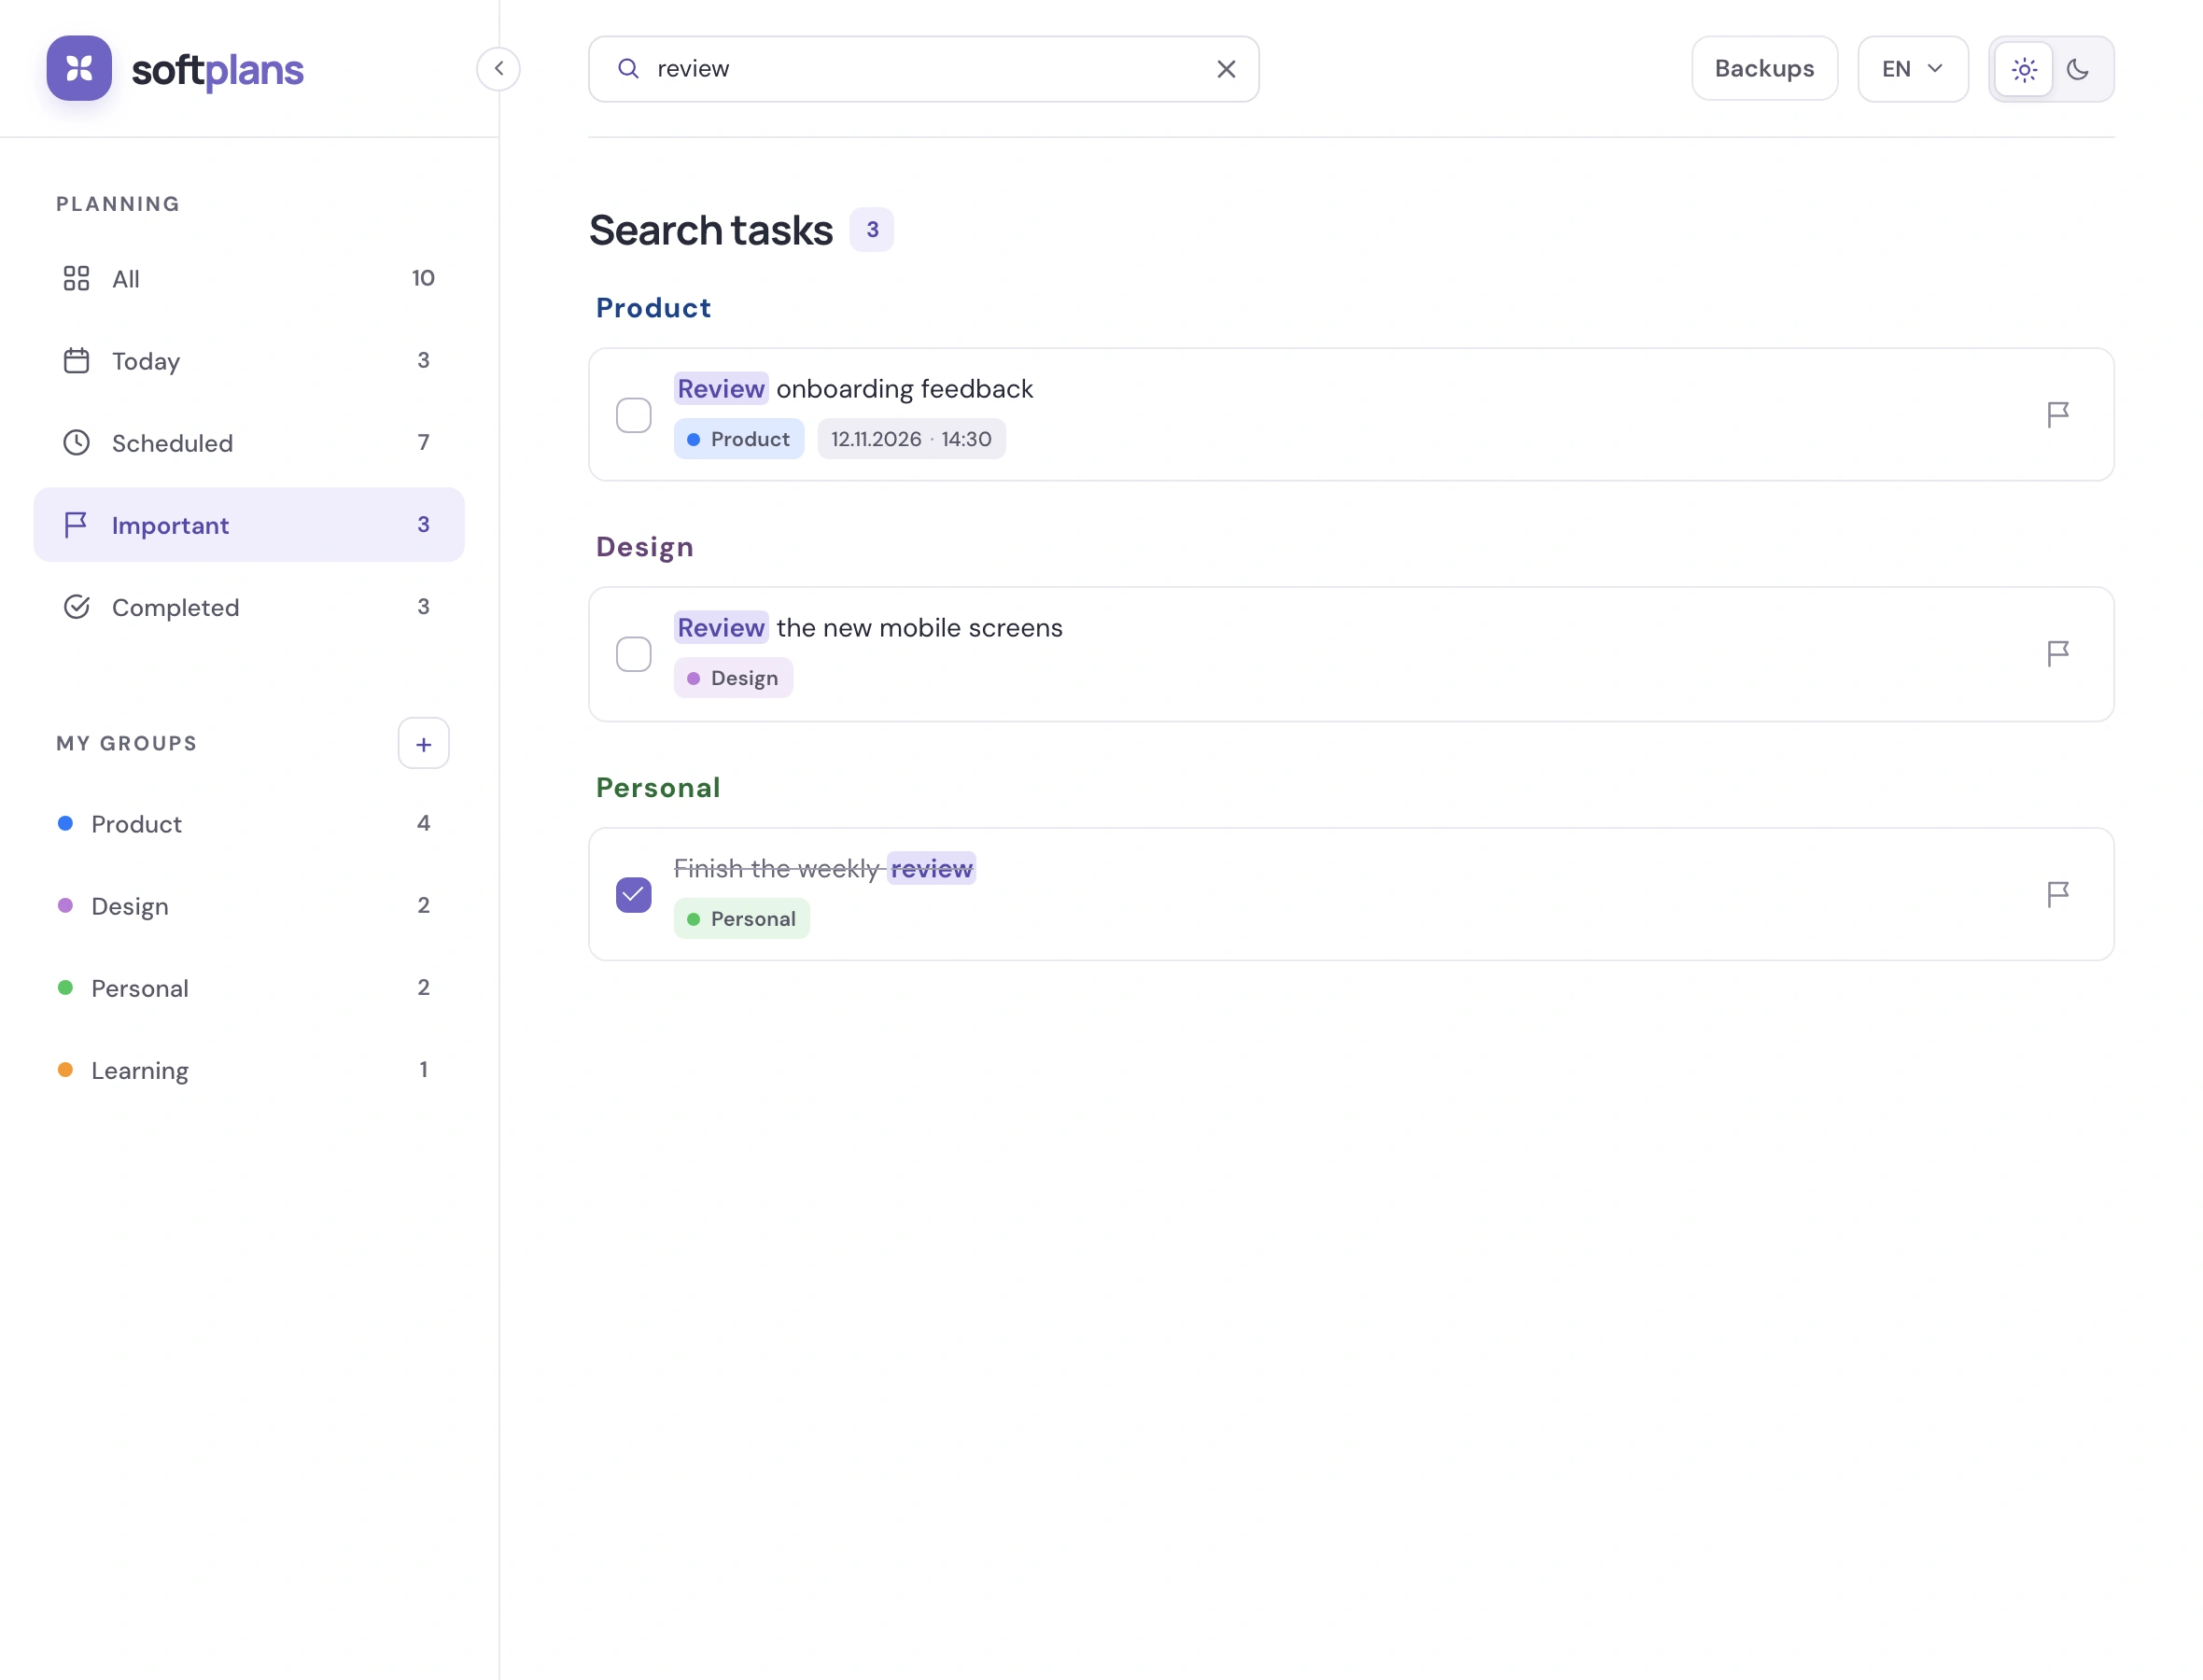 softplans
review
Backups
EN
PLANNING
All 10
Today 3
Scheduled 7
Important 3
Completed 3
MY GROUPS
+
Product 4
Design 2
Personal 2
Learning 1
Search tasks 3
Product
Review onboarding feedback
Product 12.11.2026 · 14:30
Design
Review the new mobile screens
Design
Personal
Finish the weekly review
Personal